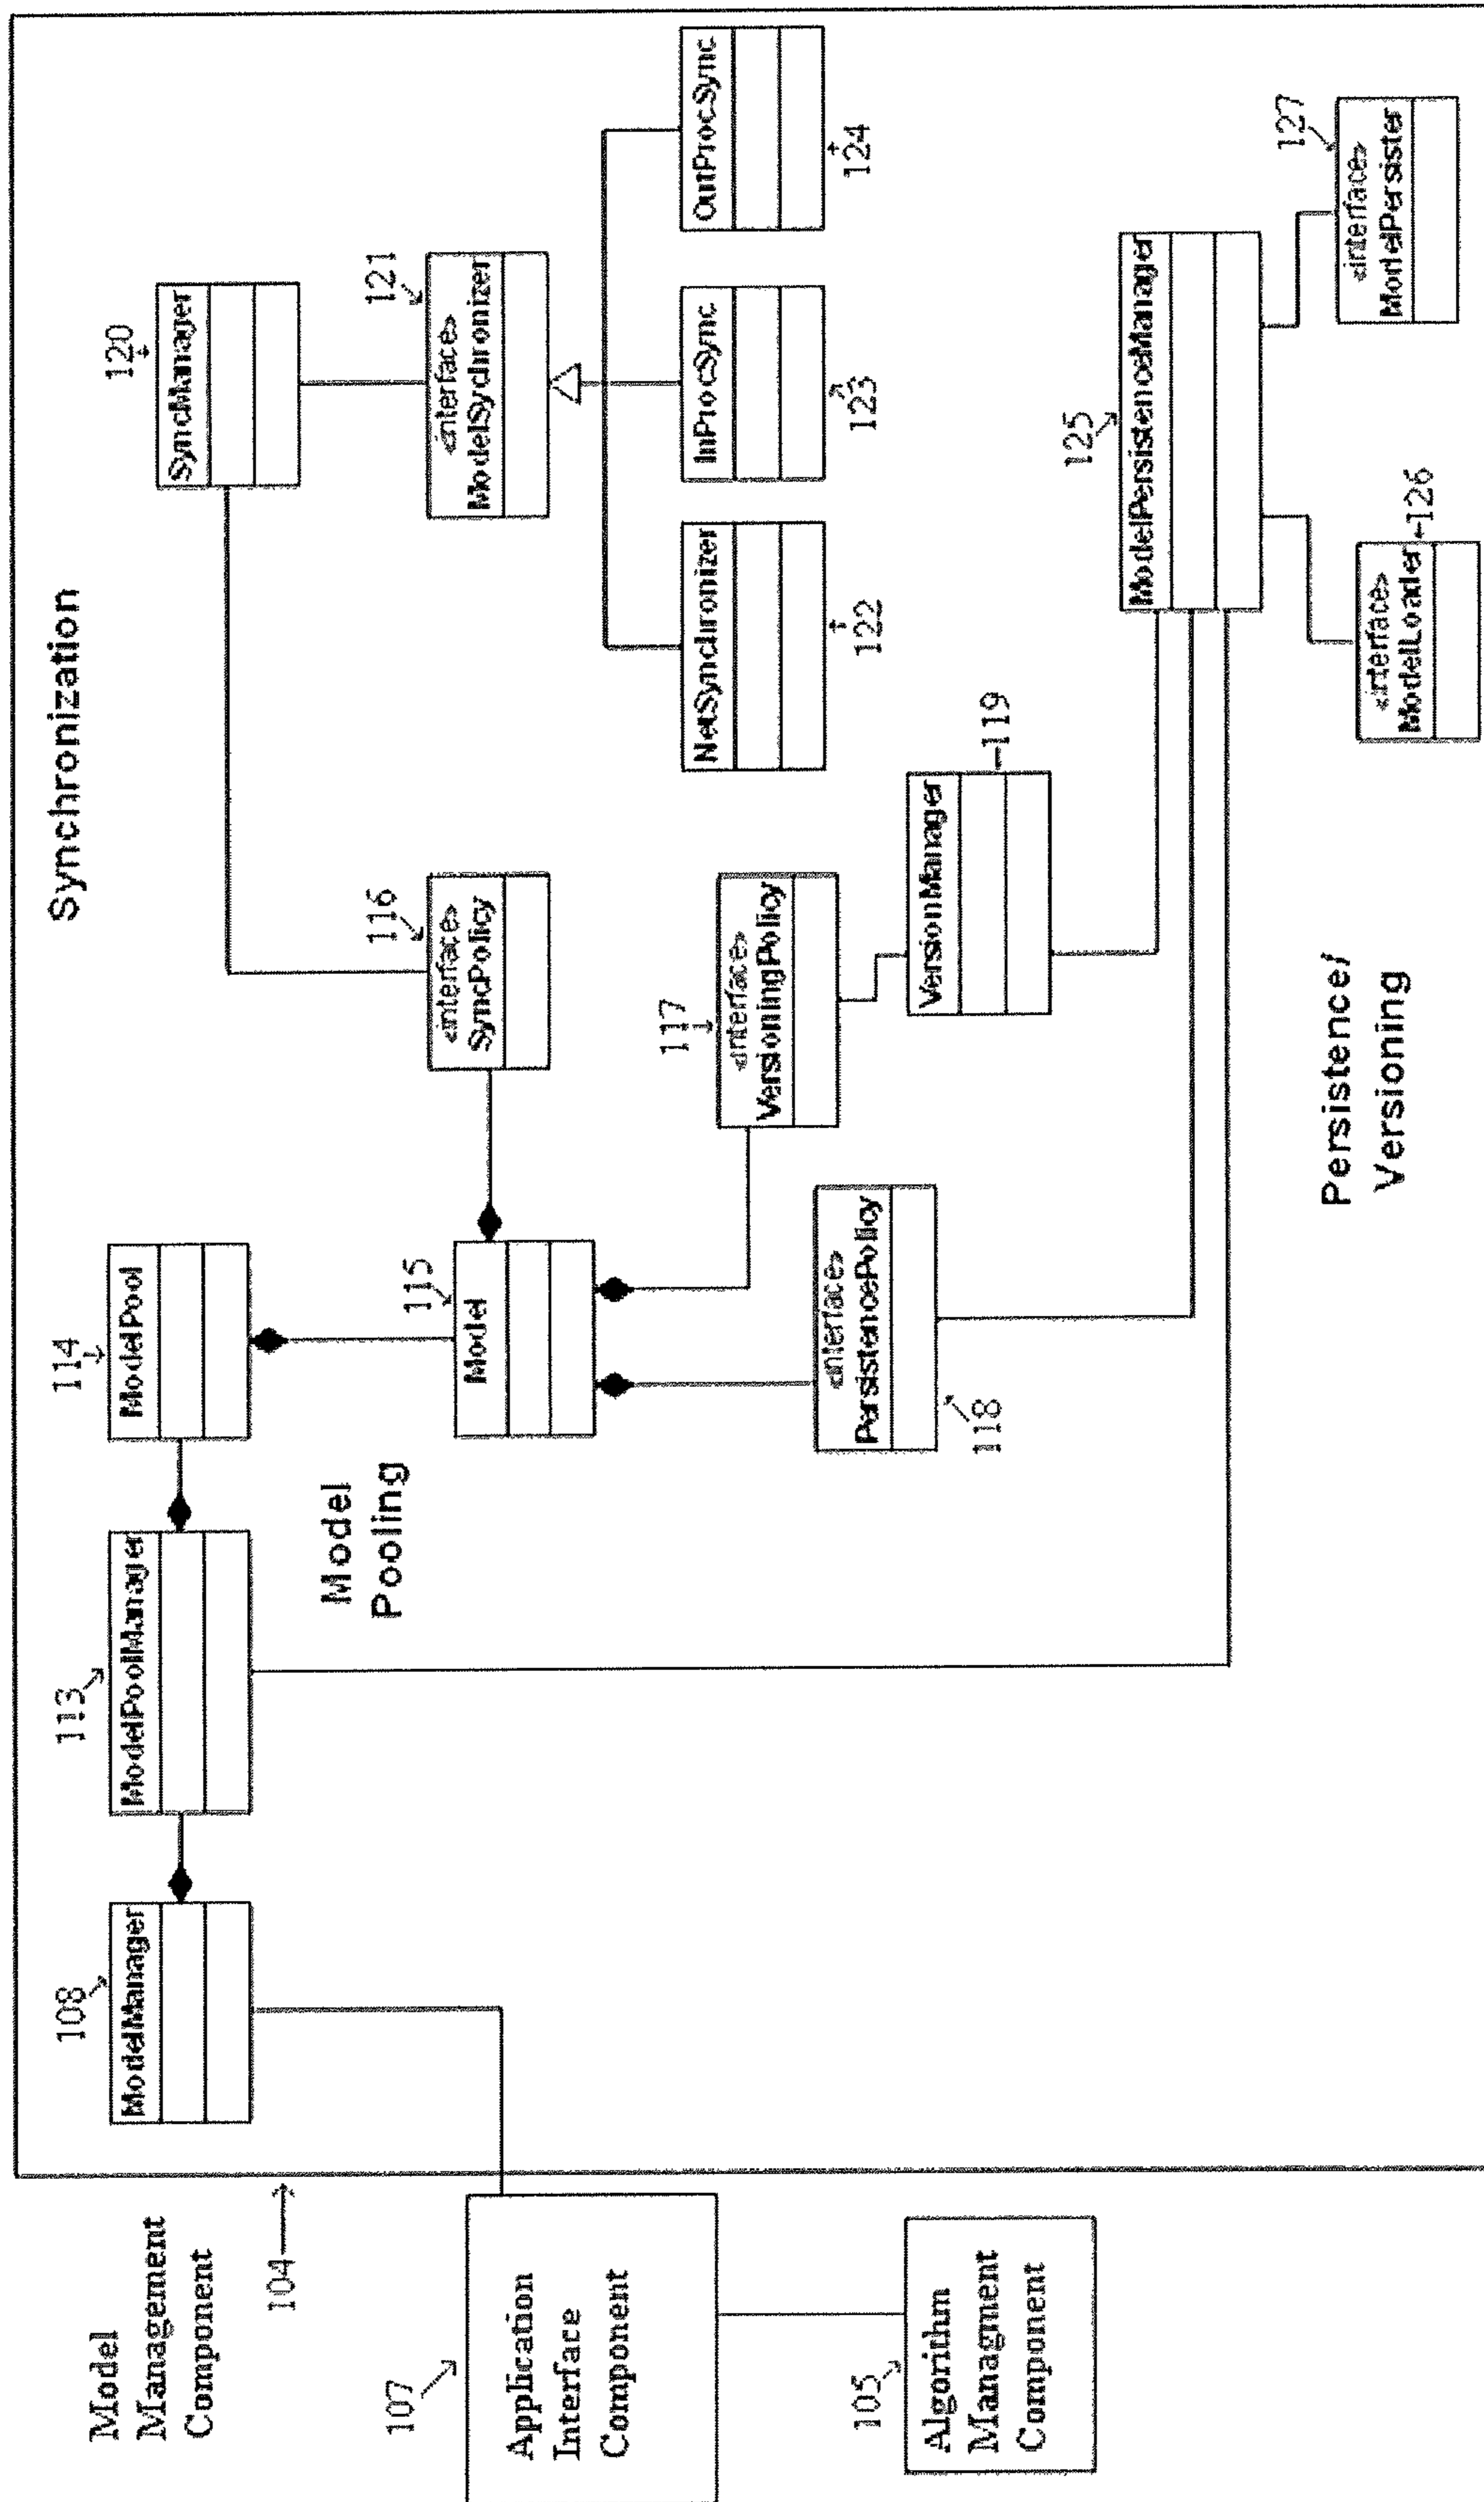 Model
Management
Component
104
107
Application
Interface
Component
105
Algorithm
Managment
Component
108
ModelManager
113
ModelPoolManager
114
ModelPool
Model
Pooling
115
Model
Synchronization
116
«interface»
SyncPolicy
120
SyncManager
121
«interface»
ModelSychronizer
NetSynchronizer
122
InProcSync
123
OutProcSync
124
117
«interface»
VersioningPolicy
«interface»
PersistencePolicy
118
VersionManager
119
125
ModelPersistenceManager
«interface»
ModelLoader
126
127
«interface»
ModelPersister
Persistence/
Versioning